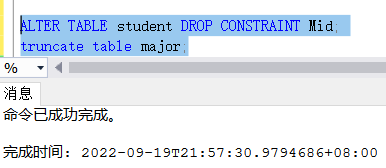 ALTER TABLE student DROP CONSTRAINT Mid;
truncate table major;
%
消息
命令已成功完成。
完成时间: 2022-09-19T21:57:30.9794686+08:00